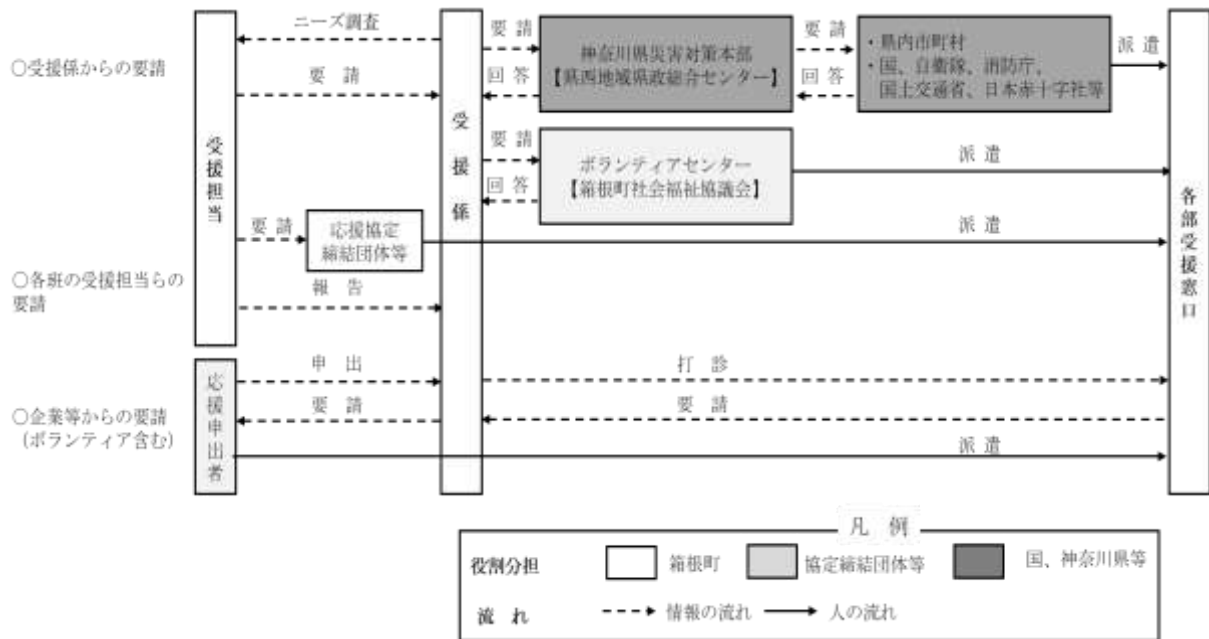 ニーズ調査
○受援係からの要請
要 請
受援担当
受援係
要 請
回 答
神奈川県災害対策本部
【県西地域県政総合センター】
要 請
回 答
・県内市町村
・国、自衛隊、消防庁、
国土交通省、日本赤十字社等
派 遣
要 請
回 答
ボランティアセンター
【箱根町社会福祉協議会】
派 遣
各部受援窓口
要 請
応援協定
締結団体等
派 遣
○各班の受援担当らの
要請
報 告
応援申出者
申 出
打 診
○企業等からの要請
（ボランティア含む）
要 請
要 請
派 遣
凡 例
役割分担
箱根町
協定締結団体等
国、神奈川県等
流 れ
情報の流れ
人の流れ